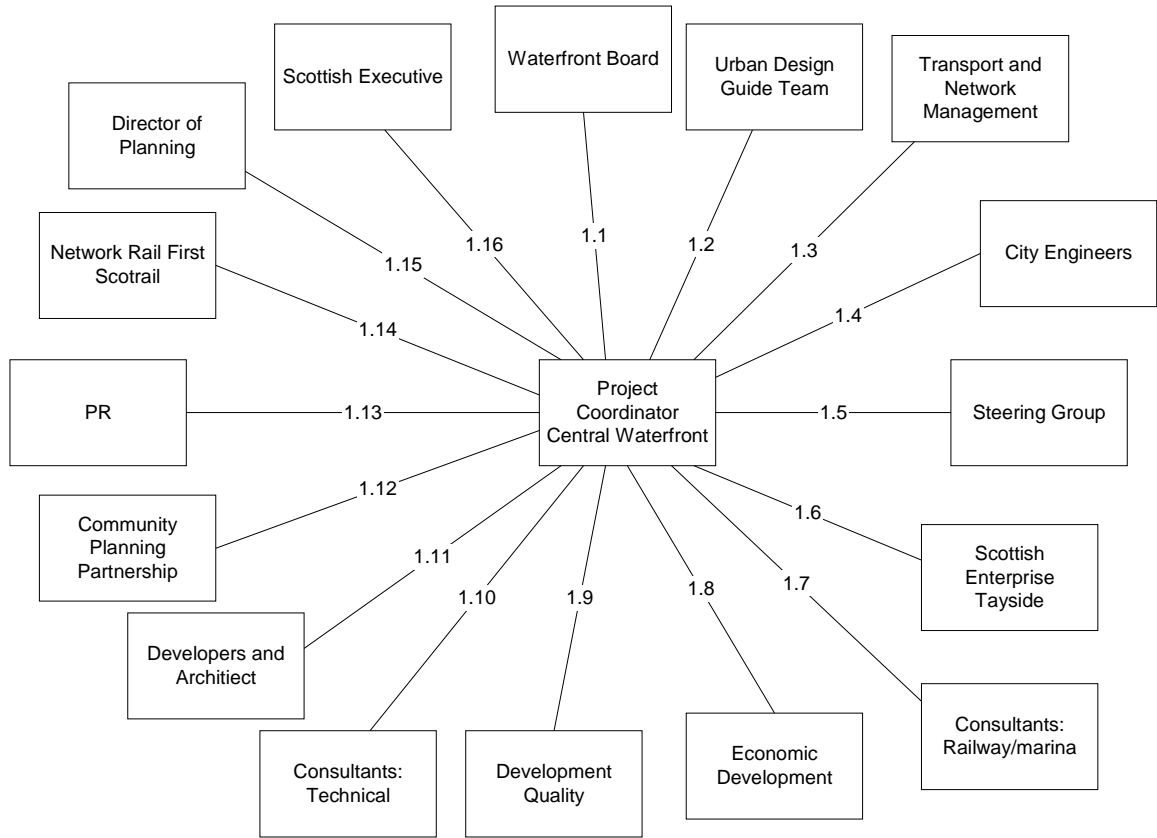 Waterfront Board
Scottish Executive
Urban Design
Guide Team
Transport and
Network
Management
Director of
Planning
Network Rail First
Scotrail
City Engineers
1.16
1.1
1.2
1.3
1.15
1.14
1.4
PR
1.13
Project
Coordinator
Central Waterfront
1.5
Steering Group
Community
Planning
Partnership
1.12
1.11
1.10
1.9
1.8
1.7
1.6
Scottish
Enterprise
Tayside
Developers and
Architiect
Consultants:
Technical
Development
Quality
Economic
Development
Consultants:
Railway/marina